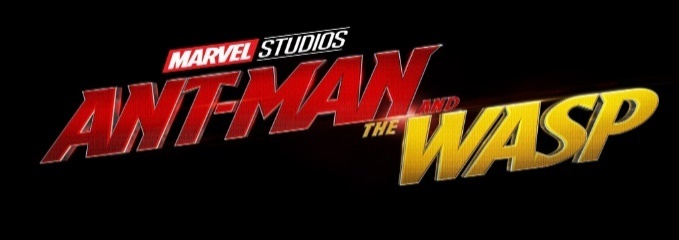 MARVEL STUDIOS
ANT-MAN
AND
THE WASP